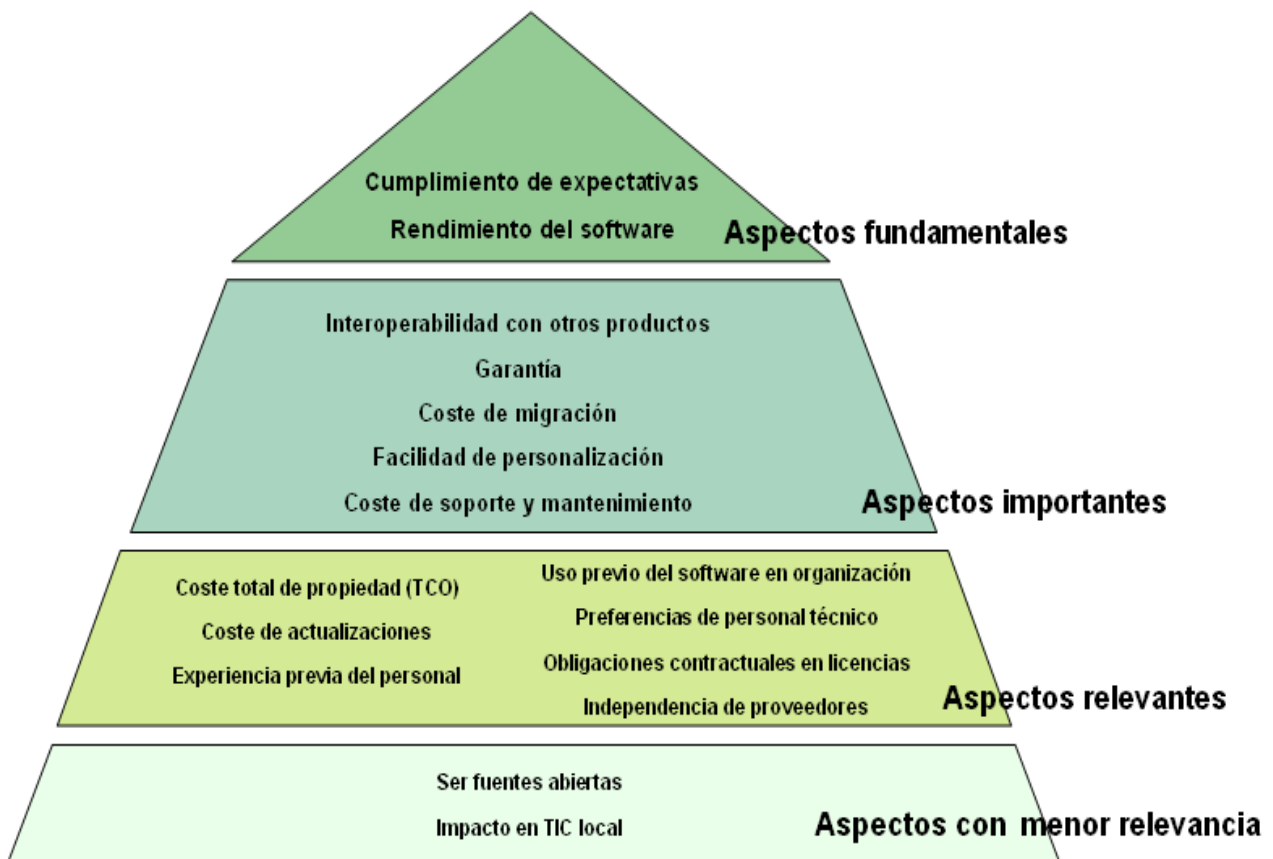 Cumplimiento de expectativas
Rendimiento del software
Aspectos fundamentales
Interoperabilidad con otros productos
Garantía
Coste de migración
Facilidad de personalización
Coste de soporte y mantenimiento
Aspectos importantes
Coste total de propiedad (TCO)
Coste de actualizaciones
Experiencia previa del personal
Uso previo del software en organización
Preferencias de personal técnico
Obligaciones contractuales en licencias
Independencia de proveedores
Aspectos relevantes
Ser fuentes abiertas
Impacto en TIC local
Aspectos con menor relevancia